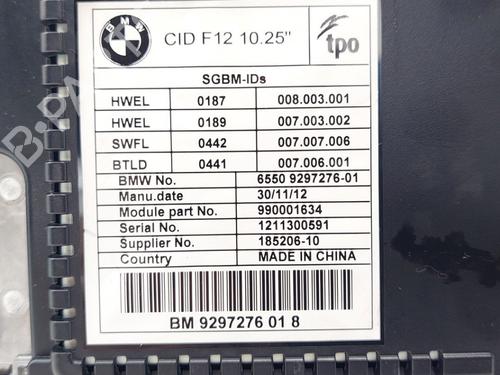 BMW
CID F12 10.25"
tpo
SGBM-IDs
HWEL 0187 008.003.001
HWEL 0189 007.003.002
SWFL 0442 007.007.006
BTLD 0441 007.006.001
BMW No. 6550 9297276-01
Manu.date 30/11/12
Module part No. 990001634
Serial No. 1211300591
Supplier No. 185206-10
Country MADE IN CHINA
BM 9297276 01 8